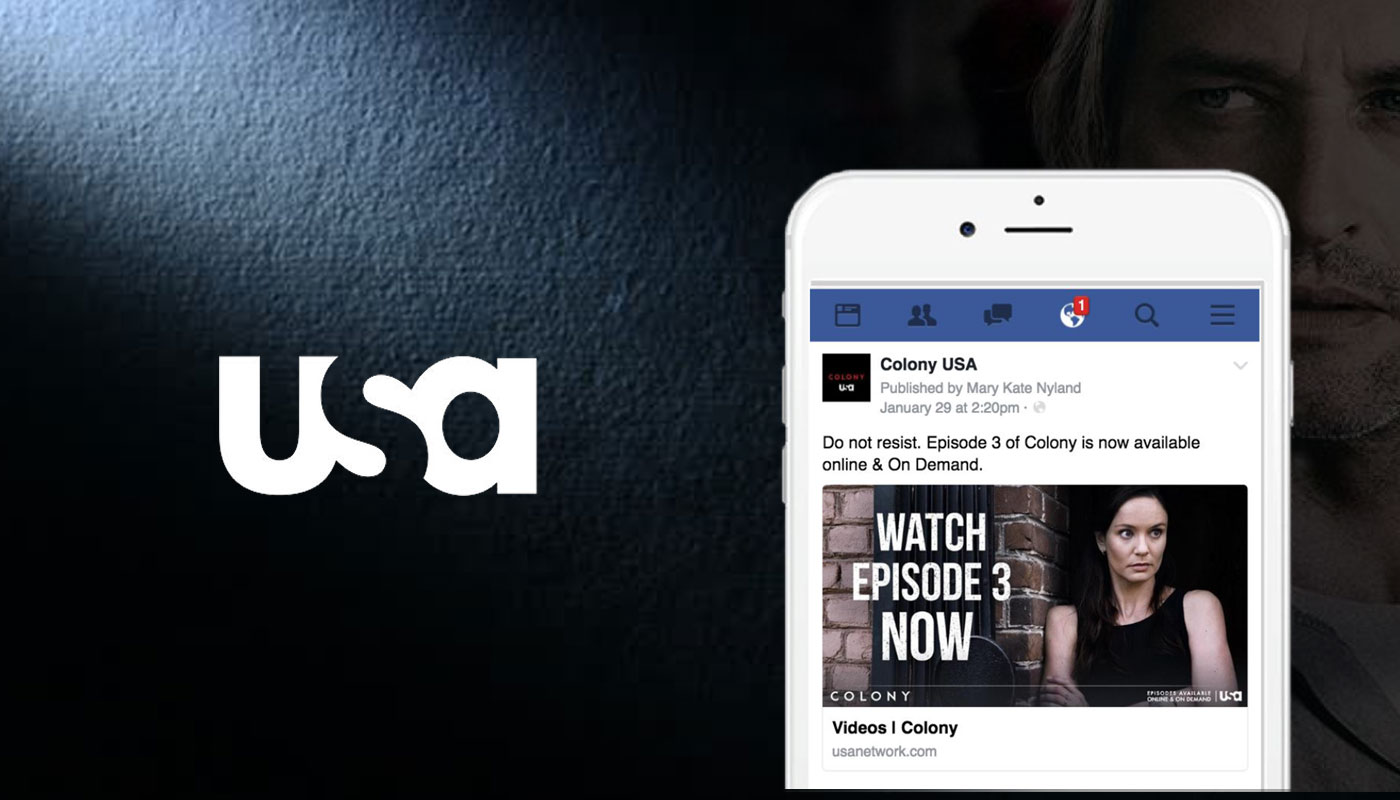 usa
1
Colony USA
Published by Mary Kate Nyland
January 29 at 2:20pm ·
COLONY
usa
Do not resist. Episode 3 of Colony is now available
online & On Demand.
WATCH
EPISODE 3
NOW
COLONY
EPISODES AVAILABLE
ONLINE & ON DEMAND
usa
Videos | Colony
usanetwork.com